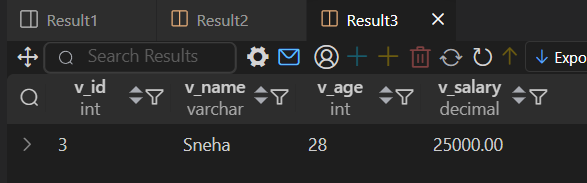 Result1 Result2 Result3
Search Results Expo
v_id v_name v_age v_salary
int varchar int decimal
3 Sneha 28 25000.00